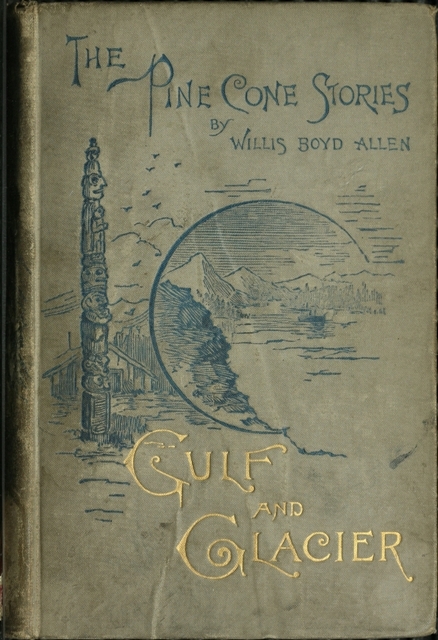 THE
PINE CONE STORIES
BY
WILLIS BOYD ALLEN
GULF
AND
GLACIER